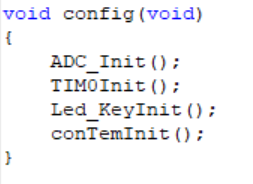 void config(void)
{
    ADC_Init();
    TIM0Init();
    Led_KeyInit();
    conTemInit();
}